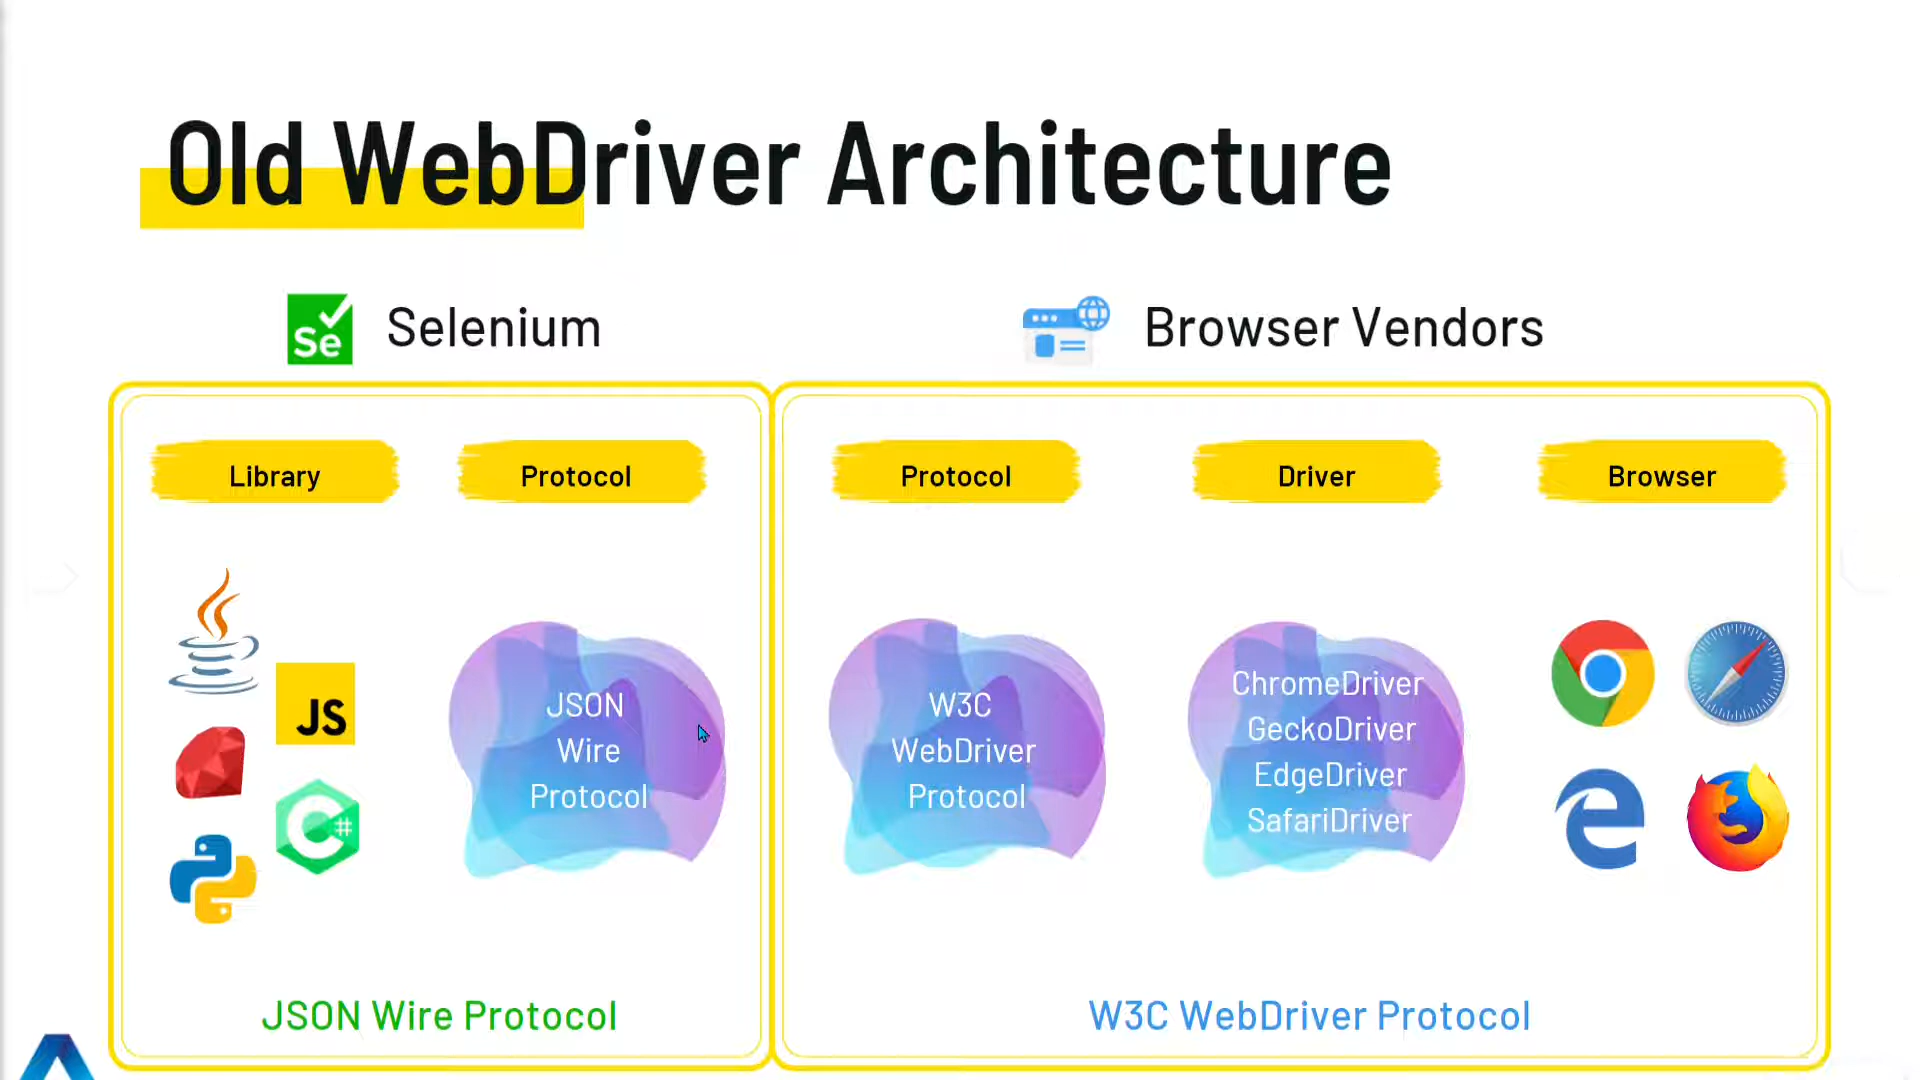 Old WebDriver Architecture
Se Selenium
Browser Vendors
Library
Protocol
Protocol
Driver
Browser
JS
C#
JSON
Wire
Protocol
W3C
WebDriver
Protocol
ChromeDriver
GeckoDriver
EdgeDriver
SafariDriver
JSON Wire Protocol
W3C WebDriver Protocol